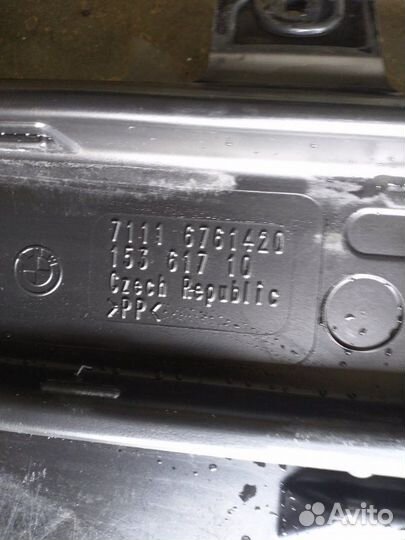 7111 6761420
153 617 10
Czech Republic
>PP<
Avito